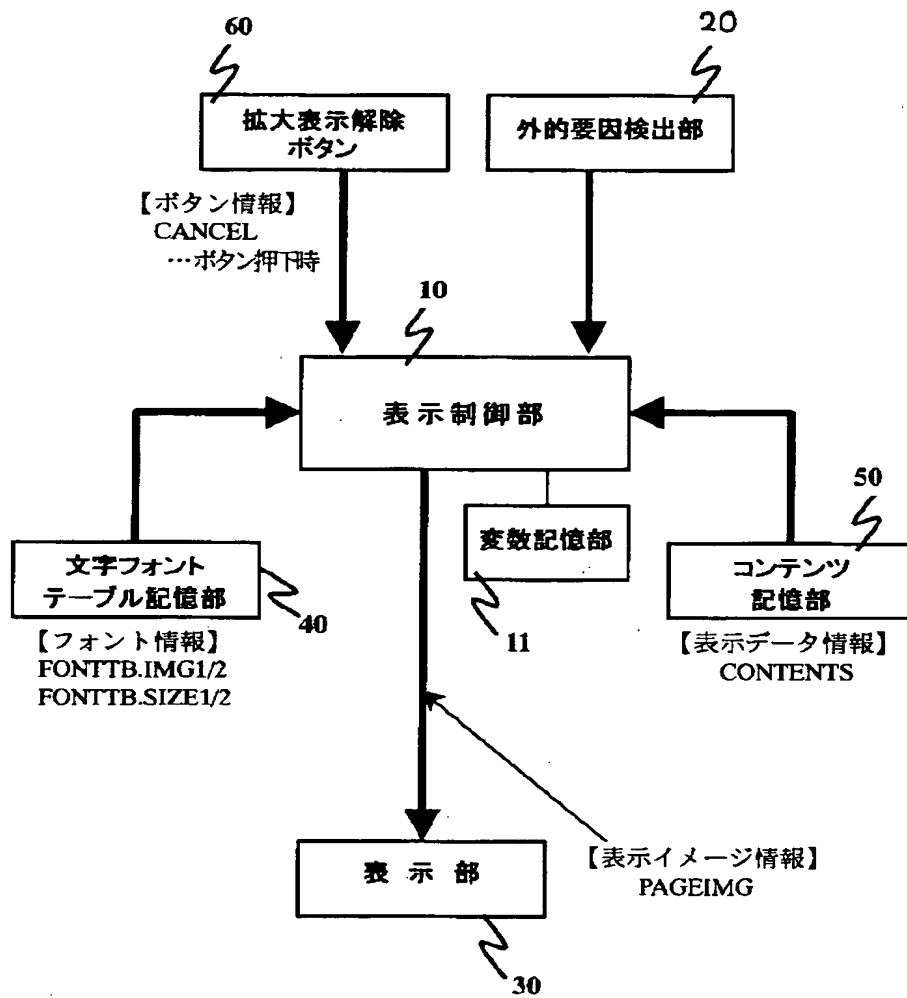 60
20
拡大表示解除
ボタン
外的要因検出部
【ボタン情報】
CANCEL
…ボタン押下時
10
表示制御部
50
変数記憶部
文字フォント
テーブル記憶部
コンテンツ
記憶部
40
11
【フォント情報】
FONTTB.IMG1/2
FONTTB.SIZE1/2
【表示データ情報】
CONTENTS
【表示イメージ情報】
PAGEIMG
表示部
30